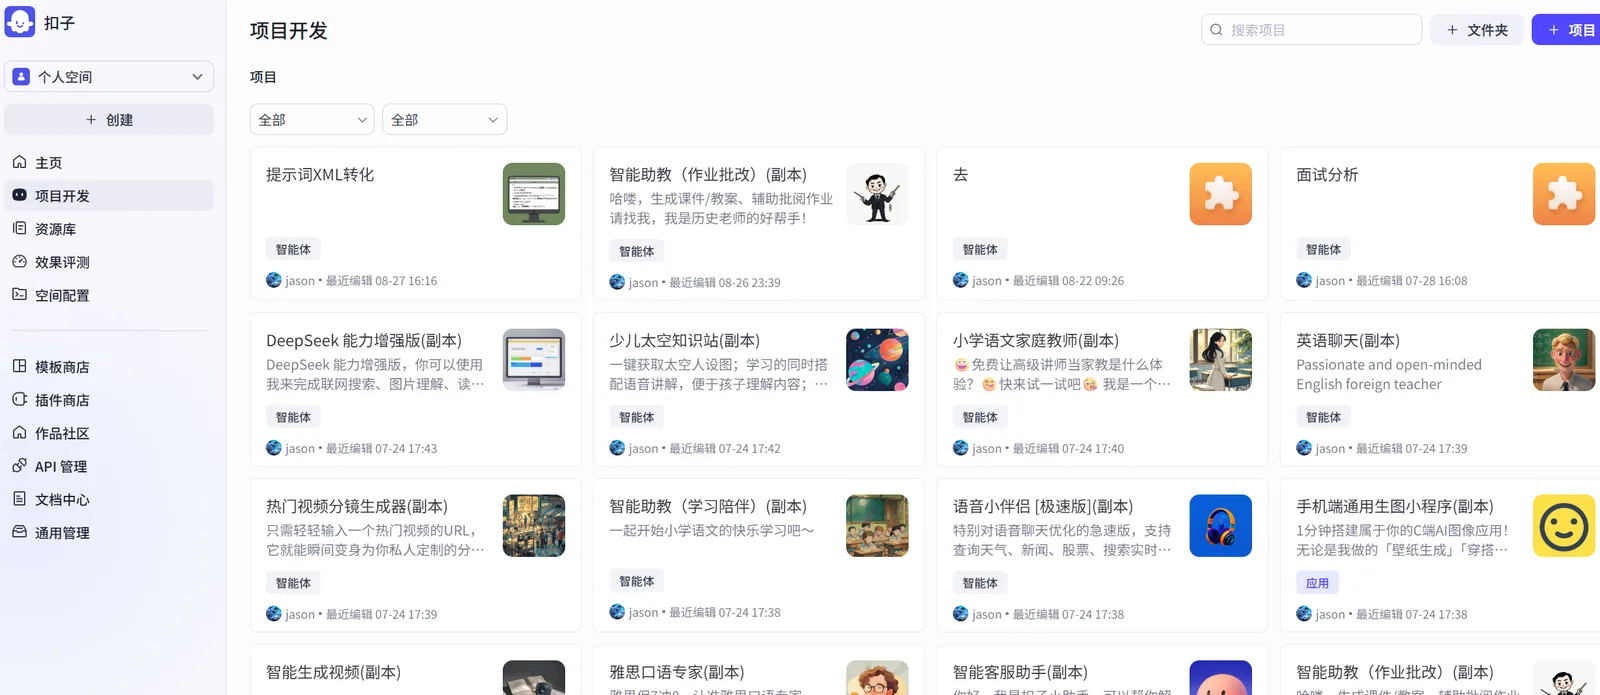 扣子
个人空间
+ 创建
主页
项目开发
资源库
效果评测
空间配置
模板商店
插件商店
作品社区
API 管理
文档中心
通用管理
项目开发
搜索项目
+ 文件夹
+ 项目
项目
全部
全部
提示词XML转化
智能体
jason • 最近编辑 08-27 16:16
智能助教（作业批改）(副本)
哈喽，生成课件/教案、辅助批阅作业
请找我，我是历史老师的好帮手！
智能体
jason • 最近编辑 08-26 23:39
去
智能体
jason • 最近编辑 08-22 09:26
面试分析
智能体
jason • 最近编辑 07-28 16:08
DeepSeek 能力增强版(副本)
DeepSeek 能力增强版，你可以使用
我来完成联网搜索、图片理解、读…
智能体
jason • 最近编辑 07-24 17:43
少儿太空知识站(副本)
一键获取太空人设图；学习的同时搭
配语音讲解，便于孩子理解内容；…
智能体
jason • 最近编辑 07-24 17:42
小学语文家庭教师(副本)
😀免费让高级讲师当家教是什么体
验？😄快来试一试吧😘 我是一个…
智能体
jason • 最近编辑 07-24 17:40
英语聊天(副本)
Passionate and open-minded
English foreign teacher
智能体
jason • 最近编辑 07-24 17:39
热门视频分镜生成器(副本)
只需轻轻输入一个热门视频的URL，
它就能瞬间变身为你私人定制的分…
智能体
jason • 最近编辑 07-24 17:39
智能助教（学习陪伴）(副本)
一起开始小学语文的快乐学习吧～
智能体
jason • 最近编辑 07-24 17:38
语音小伴侣 [极速版](副本)
特别对语音聊天优化的急速版，支持
查询天气、新闻、股票、搜索实时…
智能体
jason • 最近编辑 07-24 17:38
手机端通用生图小程序(副本)
1分钟搭建属于你的C端AI图像应用！
无论是我做的「壁纸生成」「穿搭…
应用
jason • 最近编辑 07-24 17:38
智能生成视频(副本)
雅思口语专家(副本)
智能客服助手(副本)
智能助教（作业批改）(副本)